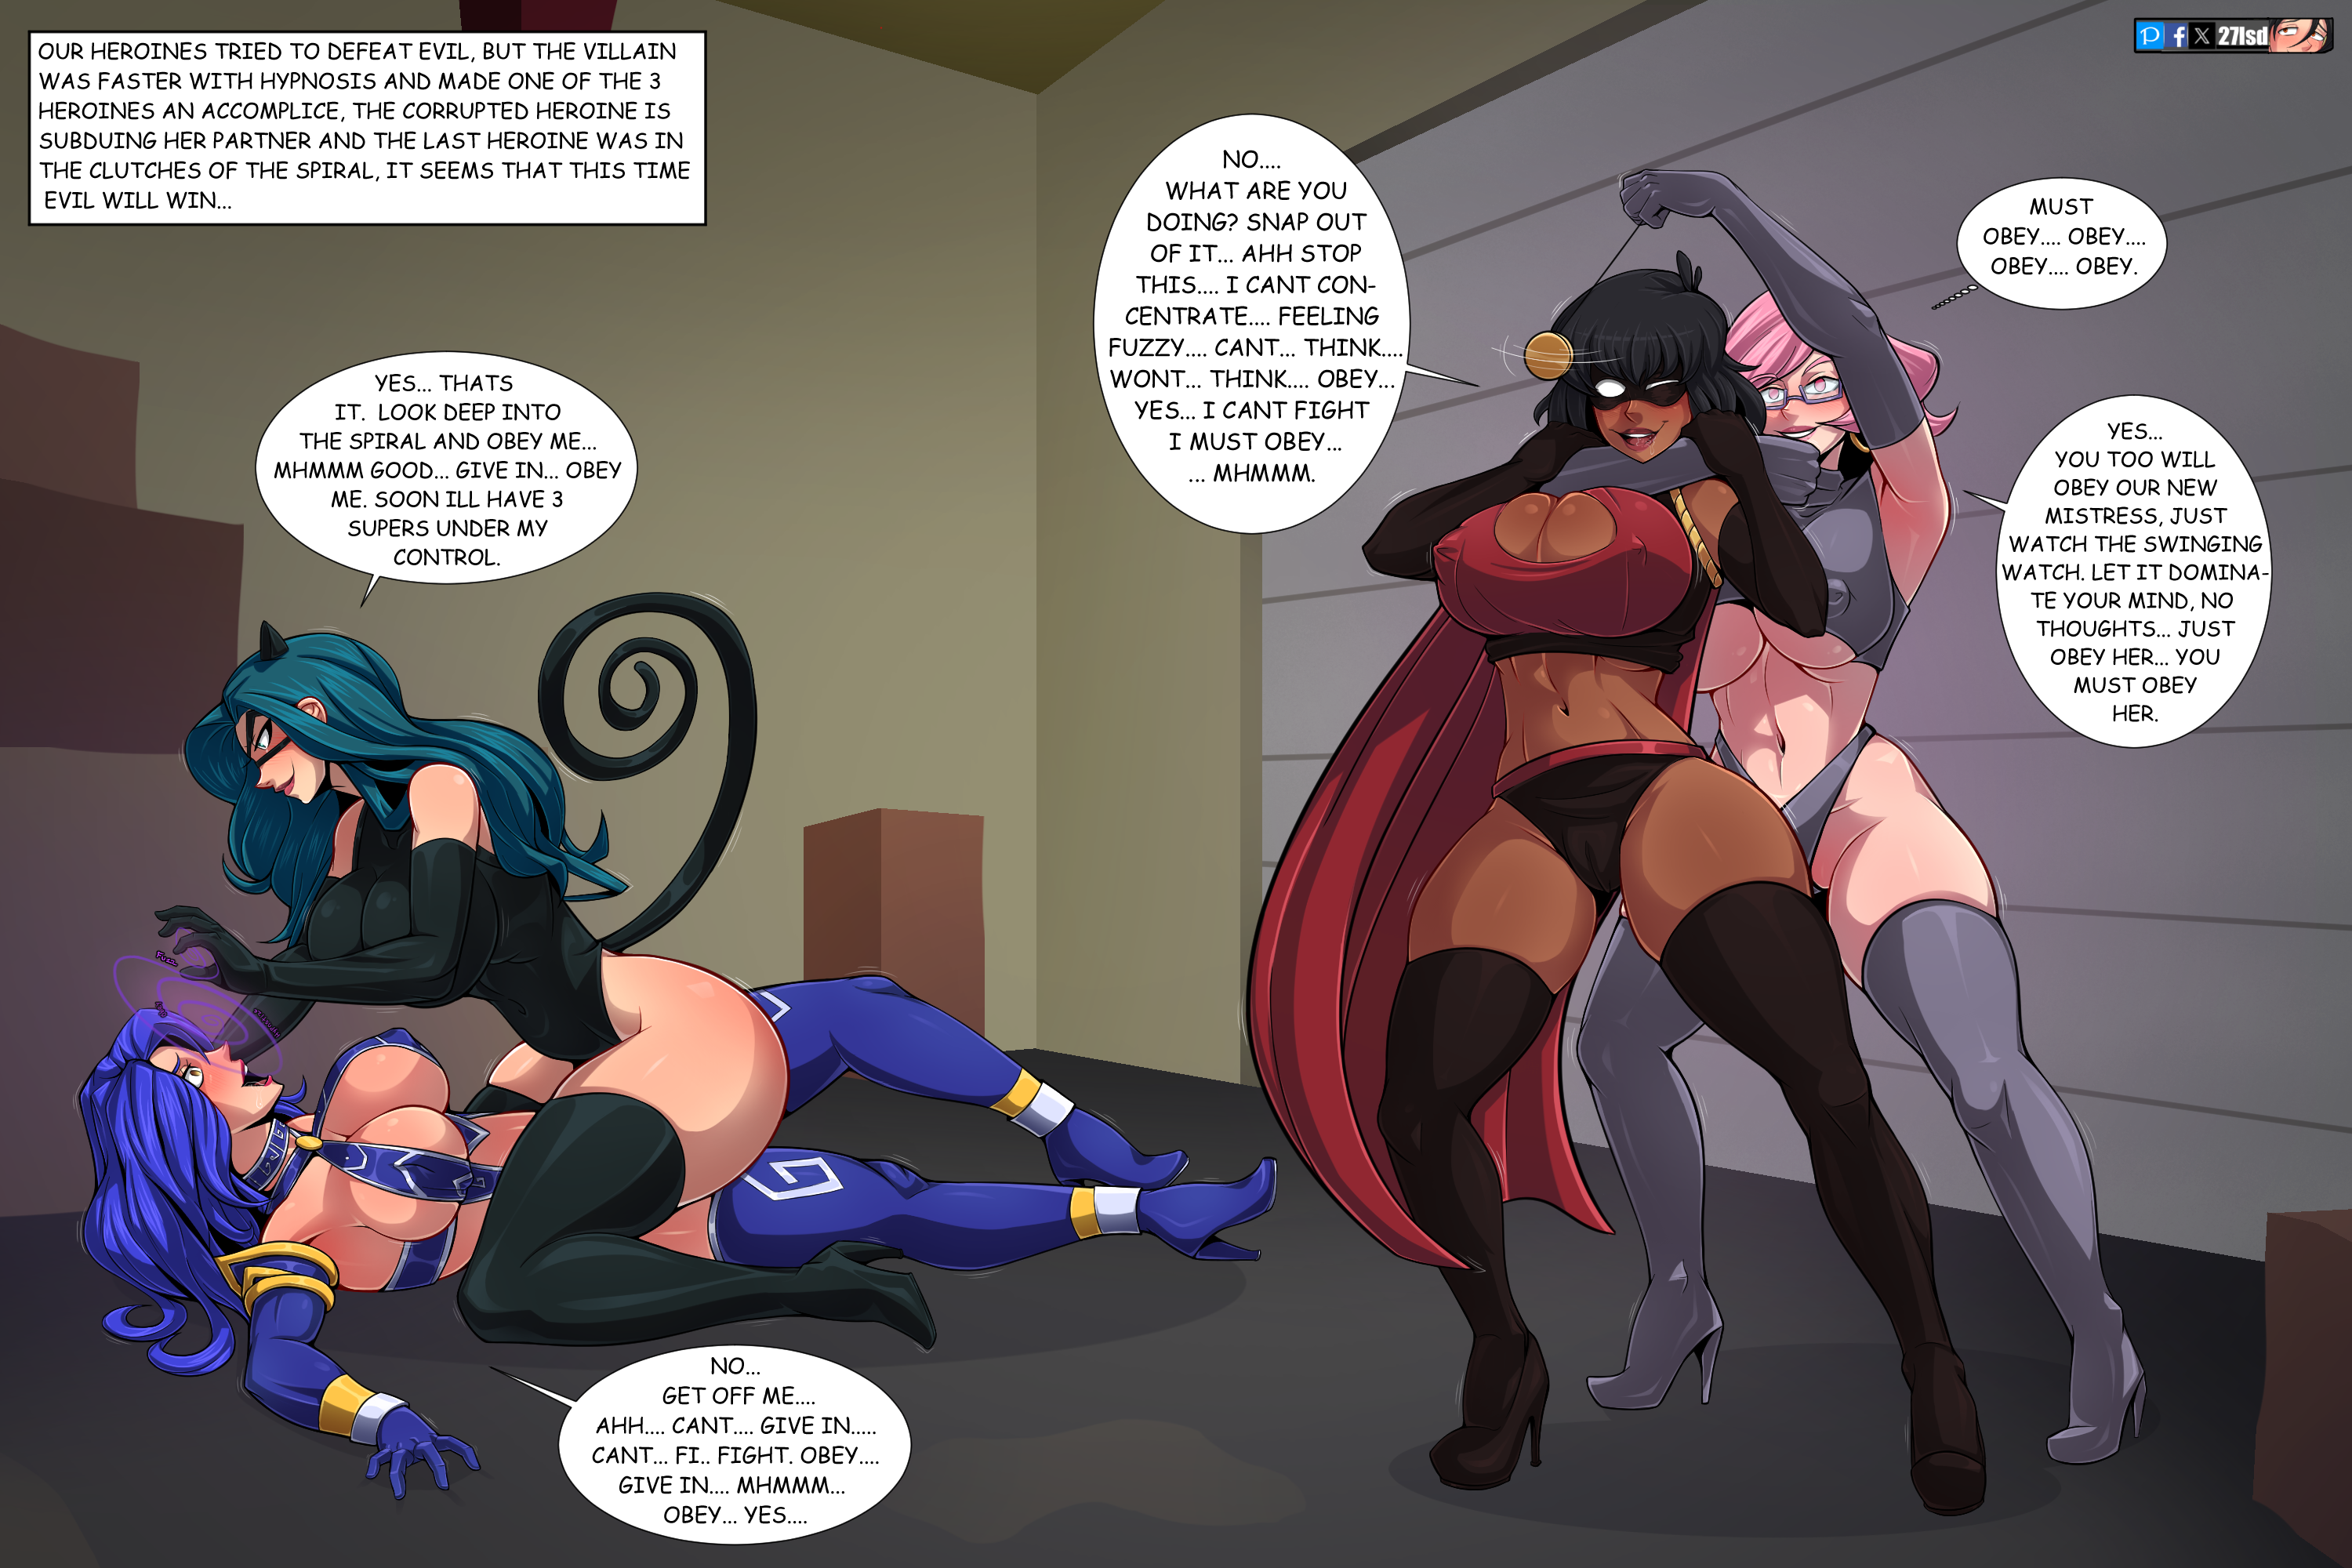 OUR HEROINES TRIED TO DEFEAT EVIL, BUT THE VILLAIN
WAS FASTER WITH HYPNOSIS AND MADE ONE OF THE 3
HEROINES AN ACCOMPLICE, THE CORRUPTED HEROINE IS
SUBDUING HER PARTNER AND THE LAST HEROINE WAS IN
THE CLUTCHES OF THE SPIRAL, IT SEEMS THAT THIS TIME
EVIL WILL WIN...
27lsd
YES... THATS
IT. LOOK DEEP INTO
THE SPIRAL AND OBEY ME...
MHMMM GOOD... GIVE IN... OBEY
ME. SOON ILL HAVE 3
SUPERS UNDER MY
CONTROL.
NO....
WHAT ARE YOU
DOING? SNAP OUT
OF IT... AHH STOP
THIS.... I CANT CON-
CENTRATE.... FEELING
FUZZY.... CANT... THINK....
WONT... THINK.... OBEY...
YES... I CANT FIGHT
I MUST OBEY...
... MHMMM.
MUST
OBEY.... OBEY....
OBEY.... OBEY.
YES...
YOU TOO WILL
OBEY OUR NEW
MISTRESS, JUST
WATCH THE SWINGING
WATCH. LET IT DOMINA-
TE YOUR MIND, NO
THOUGHTS... JUST
OBEY HER... YOU
MUST OBEY
HER.
NO...
GET OFF ME....
AHH.... CANT.... GIVE IN.....
CANT... FI.. FIGHT. OBEY....
GIVE IN.... MHMMM...
OBEY... YES....